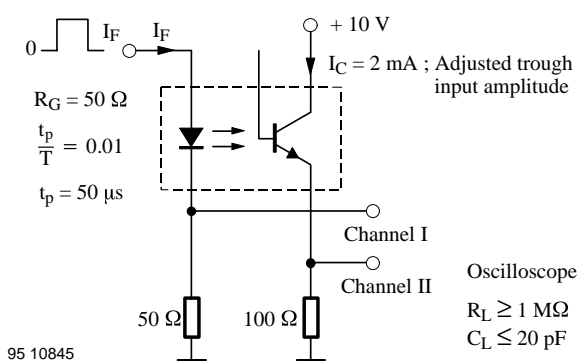 0
I_F
I_F
+ 10 V
I_C = 2 mA ; Adjusted trough
input amplitude
R_G = 50 Ω
t_p
T = 0.01
t_p = 50 µs
Channel I
Channel II
50 Ω
100 Ω
Oscilloscope
R_L ≥ 1 MΩ
C_L ≤ 20 pF
95 10845